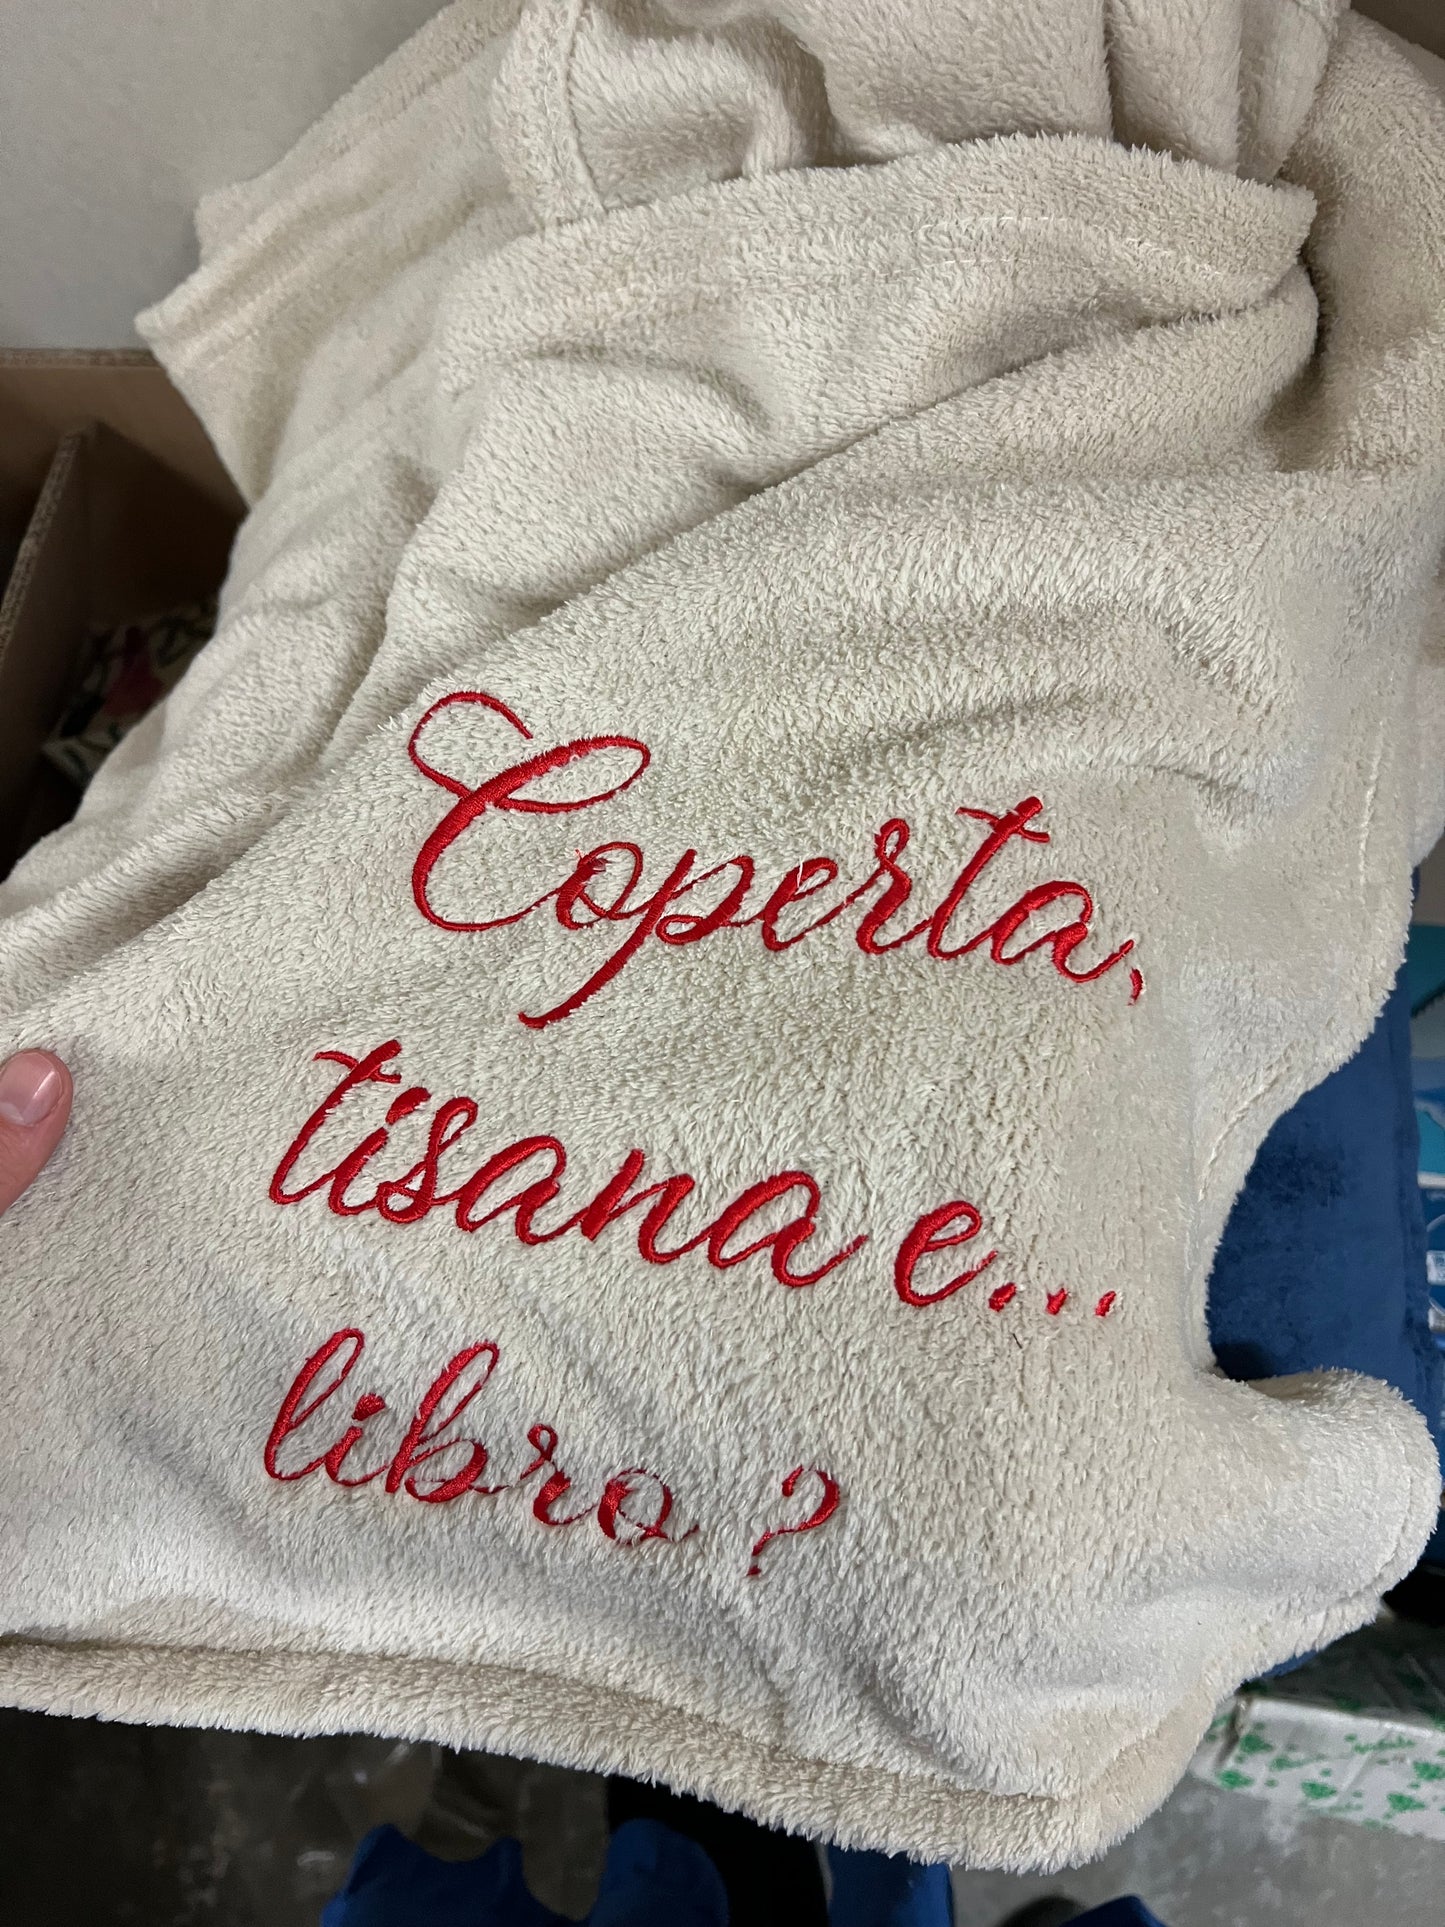 Coperta,
tisana e...
libro ?